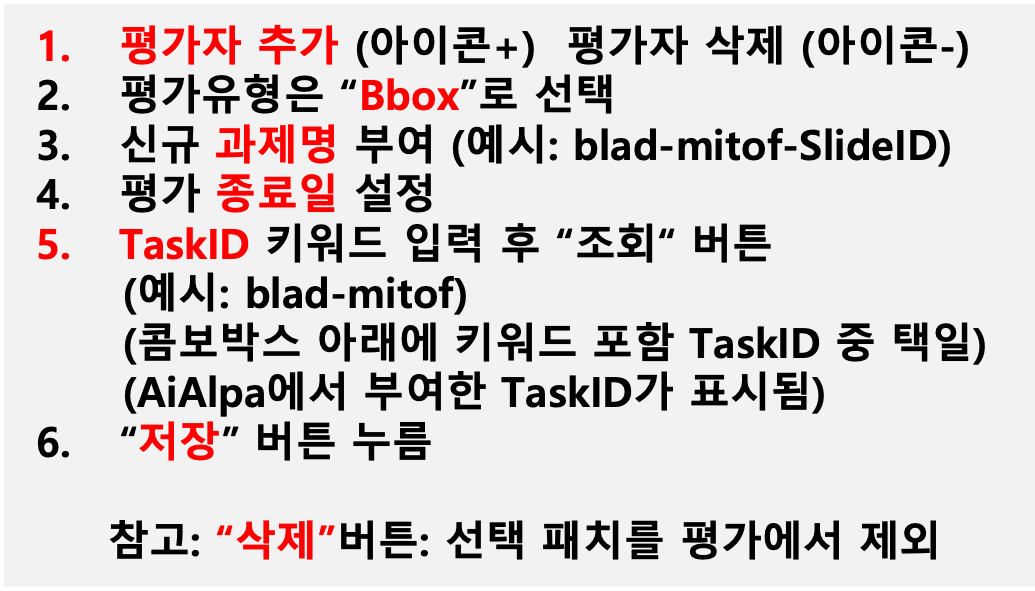 1. 평가자 추가 (아이콘+) 평가자 삭제 (아이콘-)
2. 평가유형은 “Bbox”로 선택
3. 신규 과제명 부여 (예시: blad-mitof-SlideID)
4. 평가 종료일 설정
5. TaskID 키워드 입력 후 “조회“ 버튼
(예시: blad-mitof)
(콤보박스 아래에 키워드 포함 TaskID 중 택일)
(AiAlpa에서 부여한 TaskID가 표시됨)
6. “저장” 버튼 누름
참고: “삭제”버튼: 선택 패치를 평가에서 제외